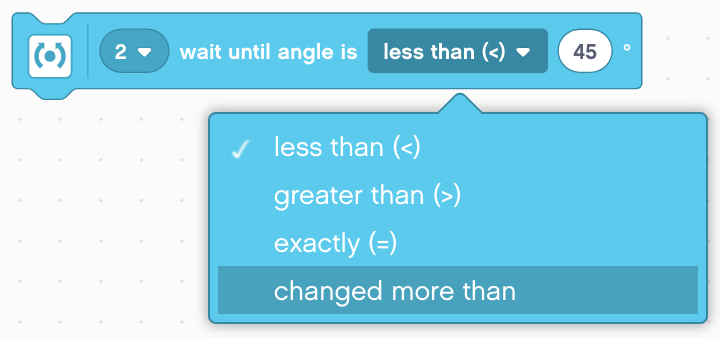 2 wait until angle is less than (<) 45 °
less than (<)
greater than (>)
exactly (=)
changed more than